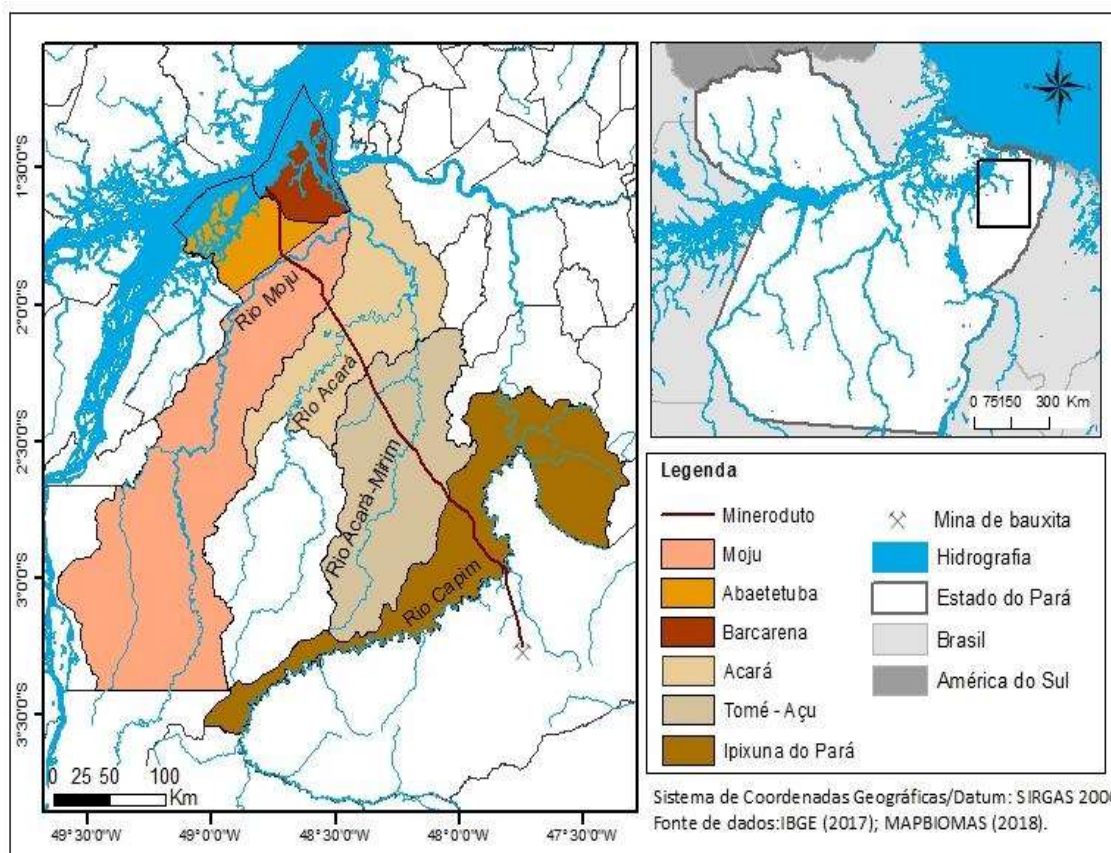 1°30'0"S
2°0'0"S
2°30'0"S
3°0'0"S
3°30'0"S
Rio Moju
Rio Acará
Rio Acará-Mirim
Rio Capim
0 25 50 100
Km
49°30'0"W 49°0'0"W 48°30'0"W 48°0'0"W 47°30'0"W
0 75150 300 Km
Legenda
Mineroduto
Moju
Abaetetuba
Barcarena
Acará
Tomé - Açu
Ipixuna do Pará
Mina de bauxita
Hidrografia
Estado do Pará
Brasil
América do Sul
Sistema de Coordenadas Geográficas/Datum: SIRGAS 200
Fonte de dados:IBGE (2017); MAPBIOMAS (2018).